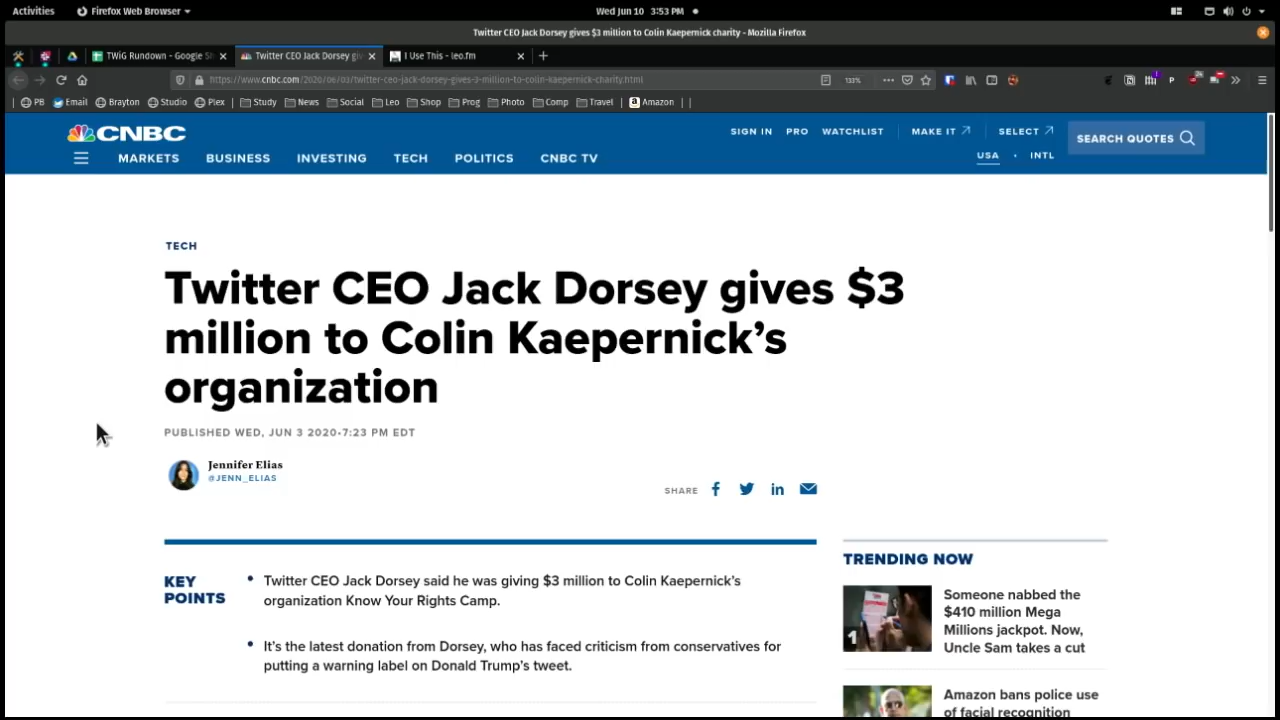 Activities
Firefox Web Browser
Wed Jun 10 3:53 PM
Twitter CEO Jack Dorsey gives $3 million to Colin Kaepernick charity - Mozilla Firefox
TWiG Rundown - Google Sh
Twitter CEO Jack Dorsey giv
I Use This - leo.fm
https://www.cnbc.com/2020/06/03/twitter-ceo-jack-dorsey-gives-3-million-to-colin-kaepernick-charity.html
133%
PB Email Brayton Studio Plex Study News Social Leo Shop Prog Photo Comp Travel Amazon
CNBC
SIGN IN PRO WATCHLIST MAKE IT SELECT
SEARCH QUOTES
USA · INTL
MARKETS BUSINESS INVESTING TECH POLITICS CNBC TV
TECH
Twitter CEO Jack Dorsey gives $3
million to Colin Kaepernick’s
organization
PUBLISHED WED, JUN 3 2020•7:23 PM EDT
Jennifer Elias
@JENN_ELIAS
SHARE
KEY
POINTS
• Twitter CEO Jack Dorsey said he was giving $3 million to Colin Kaepernick’s
organization Know Your Rights Camp.
• It’s the latest donation from Dorsey, who has faced criticism from conservatives for
putting a warning label on Donald Trump’s tweet.
TRENDING NOW
1
Someone nabbed the
$410 million Mega
Millions jackpot. Now,
Uncle Sam takes a cut
Amazon bans police use
of facial recognition